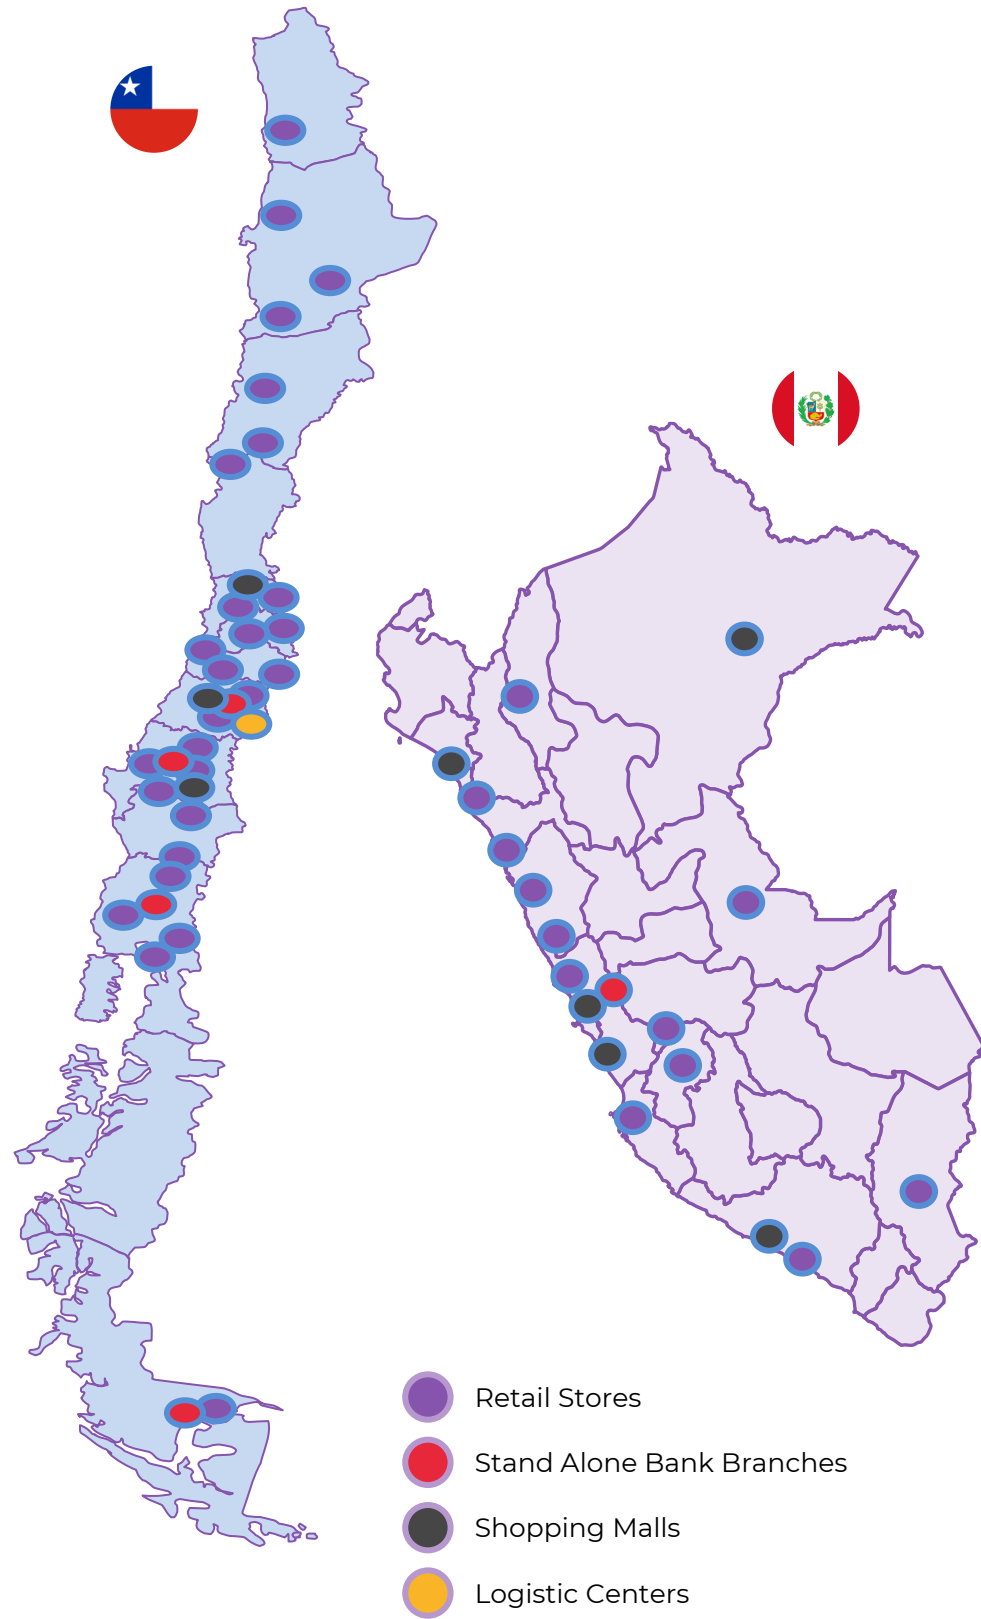 Retail Stores
Stand Alone Bank Branches
Shopping Malls
Logistic Centers